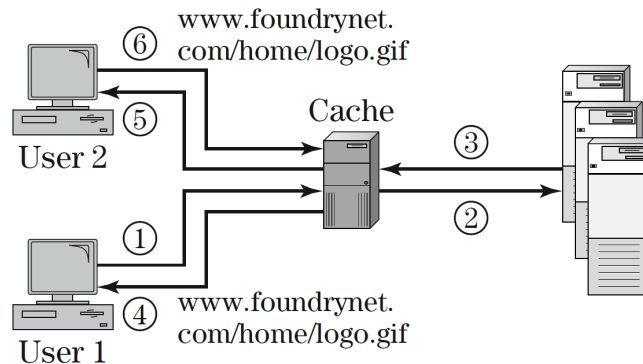 ⑥
www.foundrynet.
com/home/logo.gif
⑤
User 2
Cache
③
②
①
④
www.foundrynet.
com/home/logo.gif
User 1